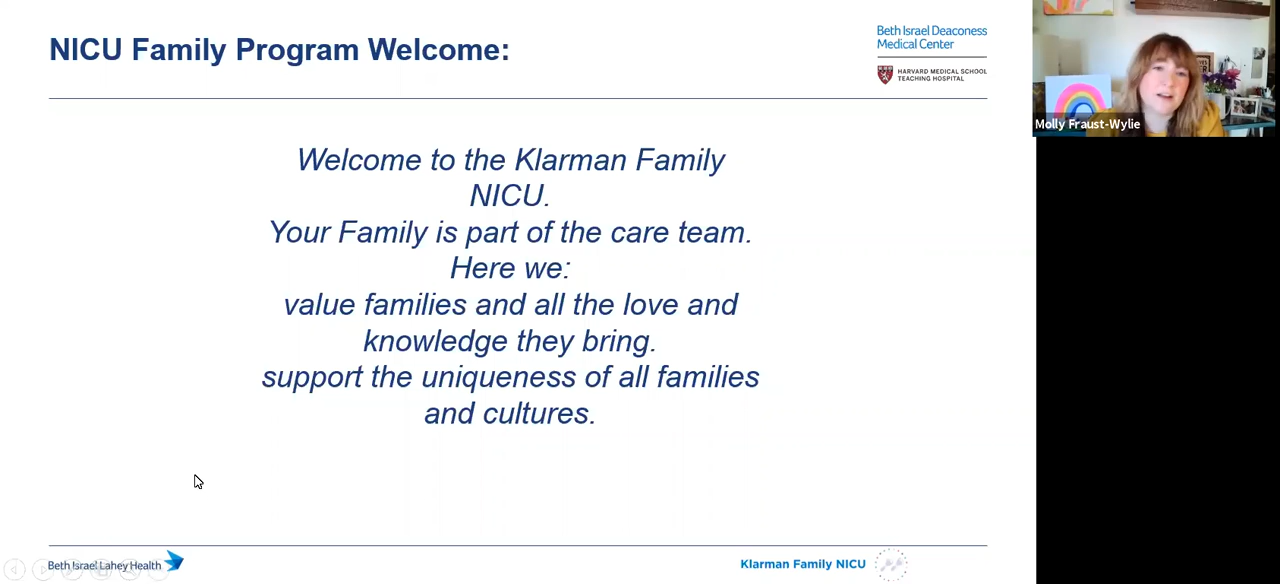 NICU Family Program Welcome:
Beth Israel Deaconess
Medical Center
HARVARD MEDICAL SCHOOL
TEACHING HOSPITAL
Molly Fraust-Wylie
Welcome to the Klarman Family
NICU.
Your Family is part of the care team.
Here we:
value families and all the love and
knowledge they bring.
support the uniqueness of all families
and cultures.
Beth Israel Lahey Health
Klarman Family NICU